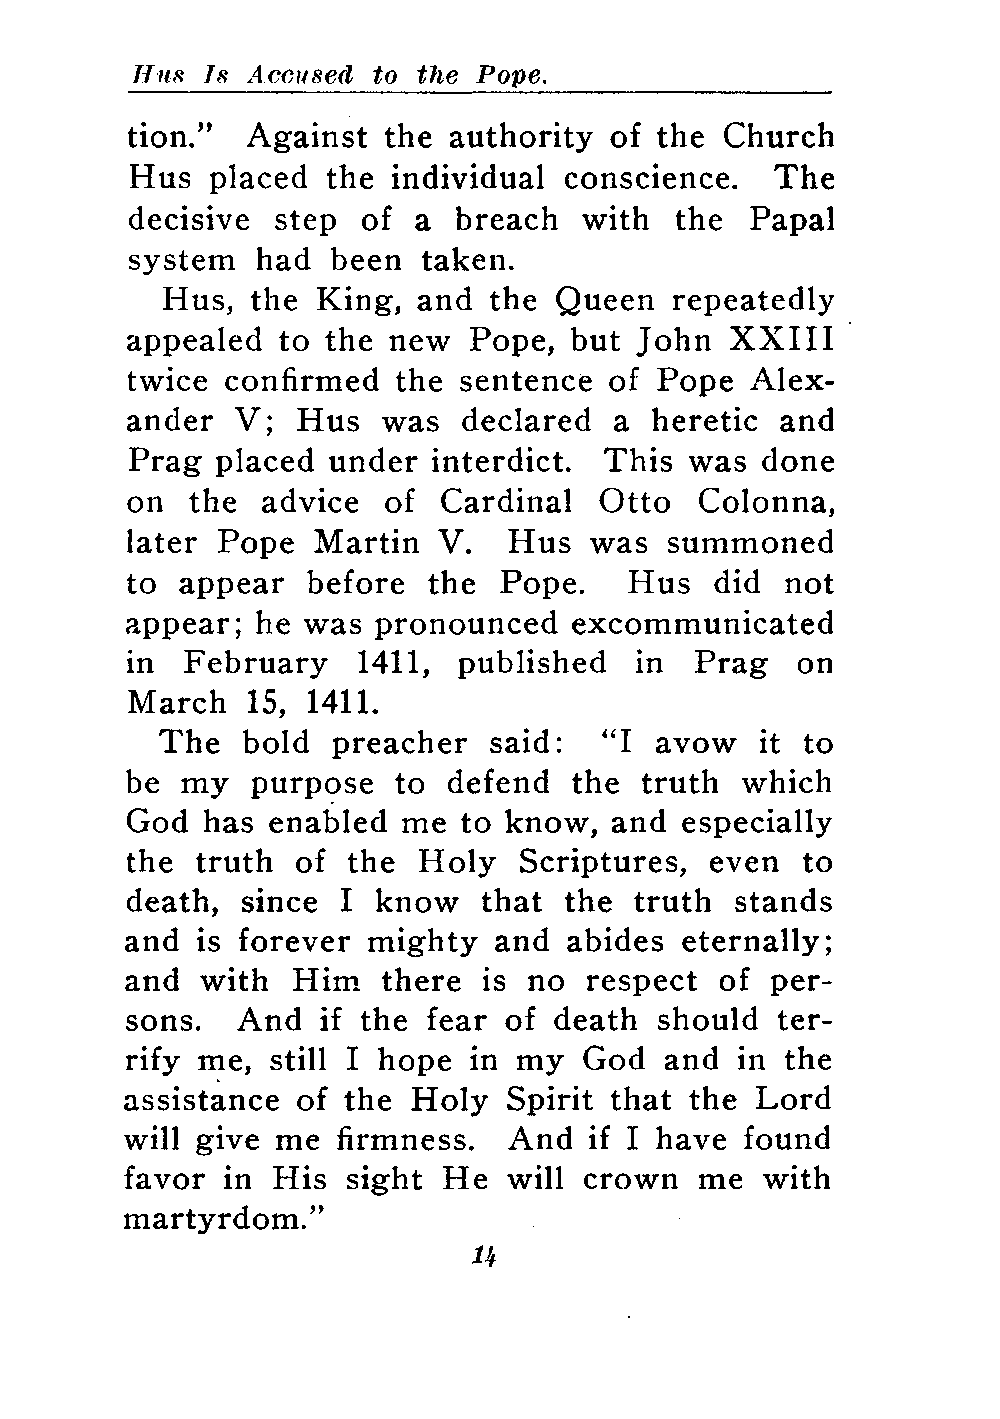 Hus Is Accused to the Pope.
tion." Against the authority of the Church
Hus placed the individual conscience. The
decisive step of a breach with the Papal
system had been taken.
Hus, the King, and the Queen repeatedly
appealed to the new Pope, but John XXIII
twice confirmed the sentence of Pope Alex-
ander V; Hus was declared a heretic and
Prag placed under interdict. This was done
on the advice of Cardinal Otto Colonna,
later Pope Martin V. Hus was summoned
to appear before the Pope. Hus did not
appear; he was pronounced excommunicated
in February 1411, published in Prag on
March 15, 1411.
The bold preacher said: "I avow it to
be my purpose to defend the truth which
God has enabled me to know, and especially
the truth of the Holy Scriptures, even to
death, since I know that the truth stands
and is forever mighty and abides eternally;
and with Him there is no respect of per-
sons. And if the fear of death should ter-
rify me, still I hope in my God and in the
assistance of the Holy Spirit that the Lord
will give me firmness. And if I have found
favor in His sight He will crown me with
martyrdom."
14